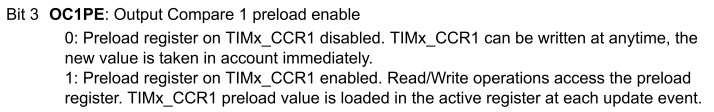 Bit 3 OC1PE: Output Compare 1 preload enable
0: Preload register on TIMx_CCR1 disabled. TIMx_CCR1 can be written at anytime, the
new value is taken in account immediately.
1: Preload register on TIMx_CCR1 enabled. Read/Write operations access the preload
register. TIMx_CCR1 preload value is loaded in the active register at each update event.